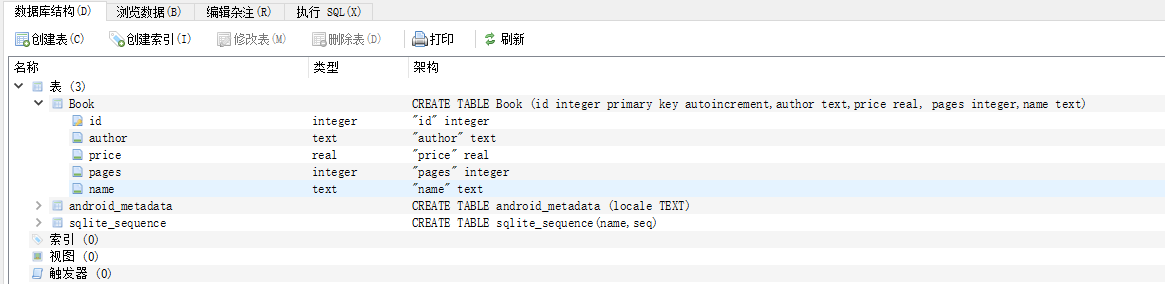 数据库结构(D) 浏览数据(B) 编辑杂注(R) 执行 SQL(X)
创建表(C) 创建索引(I) 修改表(M) 删除表(D) 打印 刷新
名称 类型 架构
表 (3)
Book CREATE TABLE Book (id integer primary key autoincrement,author text,price real, pages integer,name text)
id integer "id" integer
author text "author" text
price real "price" real
pages integer "pages" integer
name text "name" text
android_metadata CREATE TABLE android_metadata (locale TEXT)
sqlite_sequence CREATE TABLE sqlite_sequence(name,seq)
索引 (0)
视图 (0)
触发器 (0)